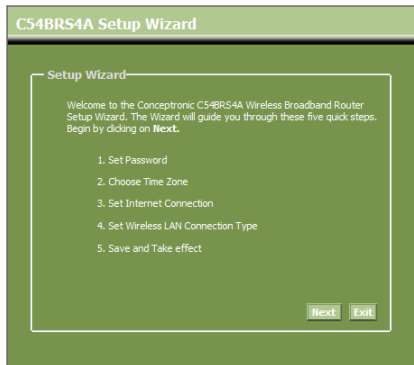 C54BRS4A Setup Wizard
Setup Wizard
Welcome to the Conceptronic C54BRS4A Wireless Broadband Router
Setup Wizard. The Wizard will guide you through these five quick steps.
Begin by clicking on Next.
1. Set Password
2. Choose Time Zone
3. Set Internet Connection
4. Set Wireless LAN Connection Type
5. Save and Take effect
Next Exit